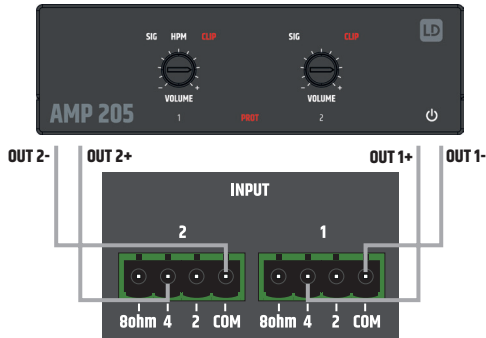 SIG HPM CLIP SIG CLIP LD
- + - +
VOLUME VOLUME
AMP 205 1 PROT 2
OUT 2- OUT 2+ OUT 1+ OUT 1-
INPUT
2 1
8ohm 4 2 COM 8ohm 4 2 COM